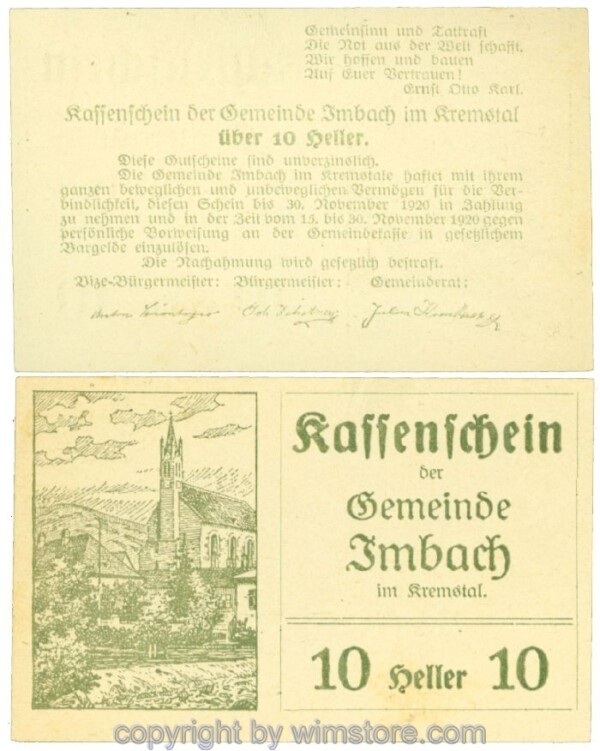 Gemeinsinn und Tatkraft
Die Not aus der Welt schafft.
Wir hoffen und bauen
Auf Euer Vertrauen!
Ernst Otto Karl.
Kassenschein der Gemeinde Imbach im Kremstal
über 10 Heller.
Diese Gutscheine sind unverzinslich.
Die Gemeinde Imbach im Kremstale haftet mit ihrem
ganzen beweglichen und unbeweglichen Vermögen für die Ver-
bindlichkeit, diesen Schein bis 30. November 1920 in Zahlung
zu nehmen und in der Zeit vom 15. bis 30. November 1920 gegen
persönliche Vorweisung an der Gemeindekasse in gesetzlichem
Bargelde einzulösen.
Die Nachahmung wird gesetzlich bestraft.
Vize-Bürgermeister: Bürgermeister: Gemeinderat:
Anton Joh. Julius
Kassenschein
der
Gemeinde
Imbach
im Kremstal.
10 Heller 10
copyright by wimstore.com